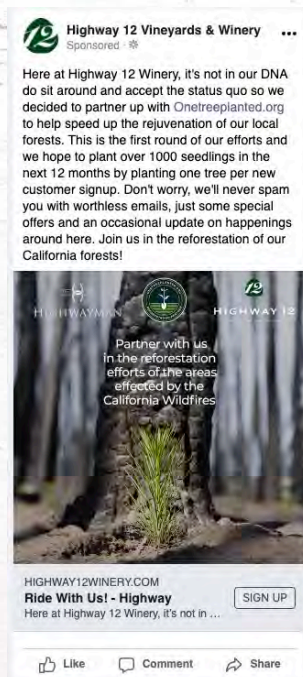 Highway 12 Vineyards & Winery
Sponsored ·
Here at Highway 12 Winery, it's not in our DNA
do sit around and accept the status quo so we
decided to partner up with Onetreeplanted.org
to help speed up the rejuvenation of our local
forests. This is the first round of our efforts and
we hope to plant over 1000 seedlings in the
next 12 months by planting one tree per new
customer signup. Don't worry, we'll never spam
you with worthless emails, just some special
offers and an occasional update on happenings
around here. Join us in the reforestation of our
California forests!
HIGHWAYMAN
12
HIGHWAY 12
Partner with us
in the reforestation
efforts of the areas
effected by the
California Wildfires
HIGHWAY12WINERY.COM
Ride With Us! - Highway
Here at Highway 12 Winery, it's not in ...
SIGN UP
Like Comment Share